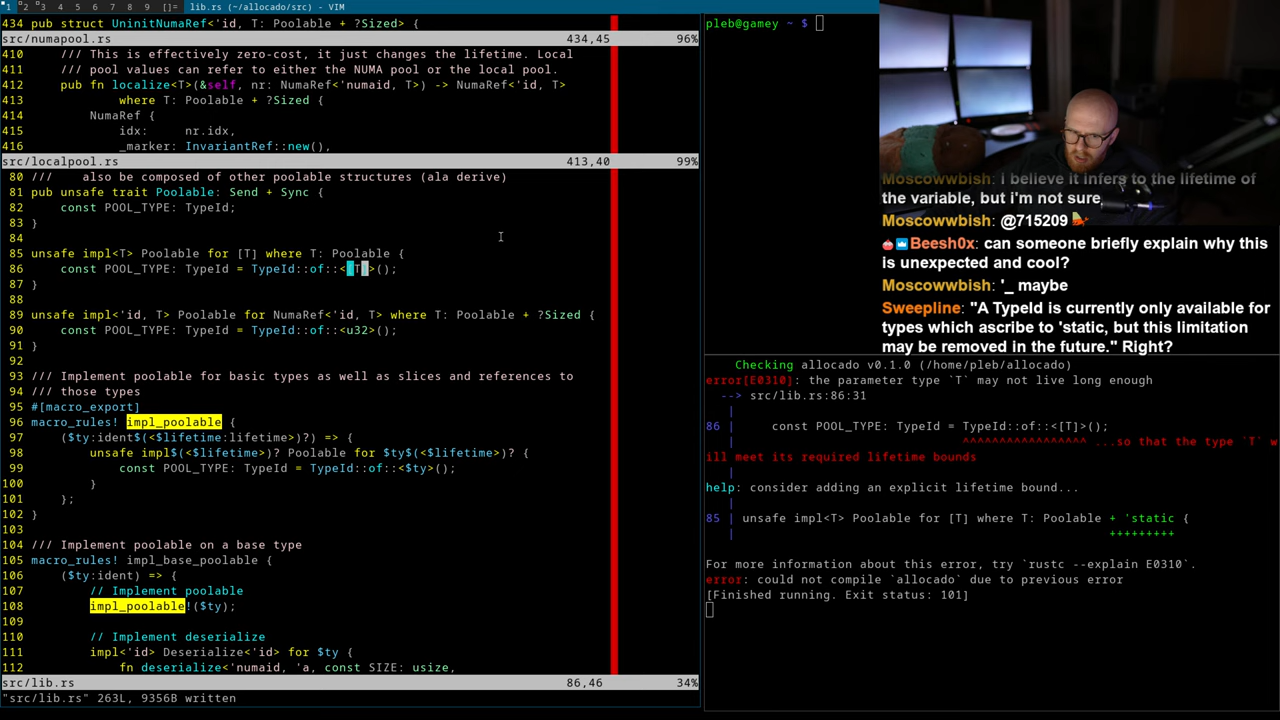 1 2 3 4 5 6 7 8 9 []= lib.rs (~/allocado/src) - VIM
434 pub struct UninitNumaRef<'id, T: Poolable + ?Sized> {
src/numapool.rs 434,45 96%
410 /// This is effectively zero-cost, it just changes the lifetime. Local
411 /// pool values can refer to either the NUMA pool or the local pool.
412 pub fn localize<T>(&self, nr: NumaRef<'numaid, T>) -> NumaRef<'id, T>
413 where T: Poolable + ?Sized {
414 NumaRef {
415 idx: nr.idx,
416 _marker: InvariantRef::new(),
src/localpool.rs 413,40 99%
80 /// also be composed of other poolable structures (ala derive)
81 pub unsafe trait Poolable: Send + Sync {
82 const POOL_TYPE: TypeId;
83 }
84
85 unsafe impl<T> Poolable for [T] where T: Poolable {
86 const POOL_TYPE: TypeId = TypeId::of::<[T]>();
87 }
88
89 unsafe impl<'id, T> Poolable for NumaRef<'id, T> where T: Poolable + ?Sized {
90 const POOL_TYPE: TypeId = TypeId::of::<u32>();
91 }
92
93 /// Implement poolable for basic types as well as slices and references to
94 /// those types
95 #[macro_export]
96 macro_rules! impl_poolable {
97 ($ty:ident$(<$lifetime:lifetime>)?) => {
98 unsafe impl$(<$lifetime>)? Poolable for $ty$(<$lifetime>)? {
99 const POOL_TYPE: TypeId = TypeId::of::<$ty>();
100 }
101 };
102 }
103
104 /// Implement poolable on a base type
105 macro_rules! impl_base_poolable {
106 ($ty:ident) => {
107 // Implement poolable
108 impl_poolable!($ty);
109
110 // Implement deserialize
111 impl<'id> Deserialize<'id> for $ty {
112 fn deserialize<'numaid, 'a, const SIZE: usize,
src/lib.rs 86,46 34%
"src/lib.rs" 263L, 9356B written
pleb@gamey ~ $
Moscowwbish: i believe it infers to the lifetime of
the variable, but i'm not sure
Moscowwbish: @715209
Beesh0x: can someone briefly explain why this
is unexpected and cool?
Moscowwbish: '_ maybe
Sweepline: "A TypeId is currently only available for
types which ascribe to 'static, but this limitation
may be removed in the future." Right?
Checking allocado v0.1.0 (/home/pleb/allocado)
error[E0310]: the parameter type `T` may not live long enough
--> src/lib.rs:86:31
|
86 | const POOL_TYPE: TypeId = TypeId::of::<[T]>();
| ^^^^^^^^^^^^^^^^^ ...so that the type `T` w
ill meet its required lifetime bounds
|
help: consider adding an explicit lifetime bound...
|
85 | unsafe impl<T> Poolable for [T] where T: Poolable + 'static {
| +++++++++
For more information about this error, try `rustc --explain E0310`.
error: could not compile `allocado` due to previous error
[Finished running. Exit status: 101]